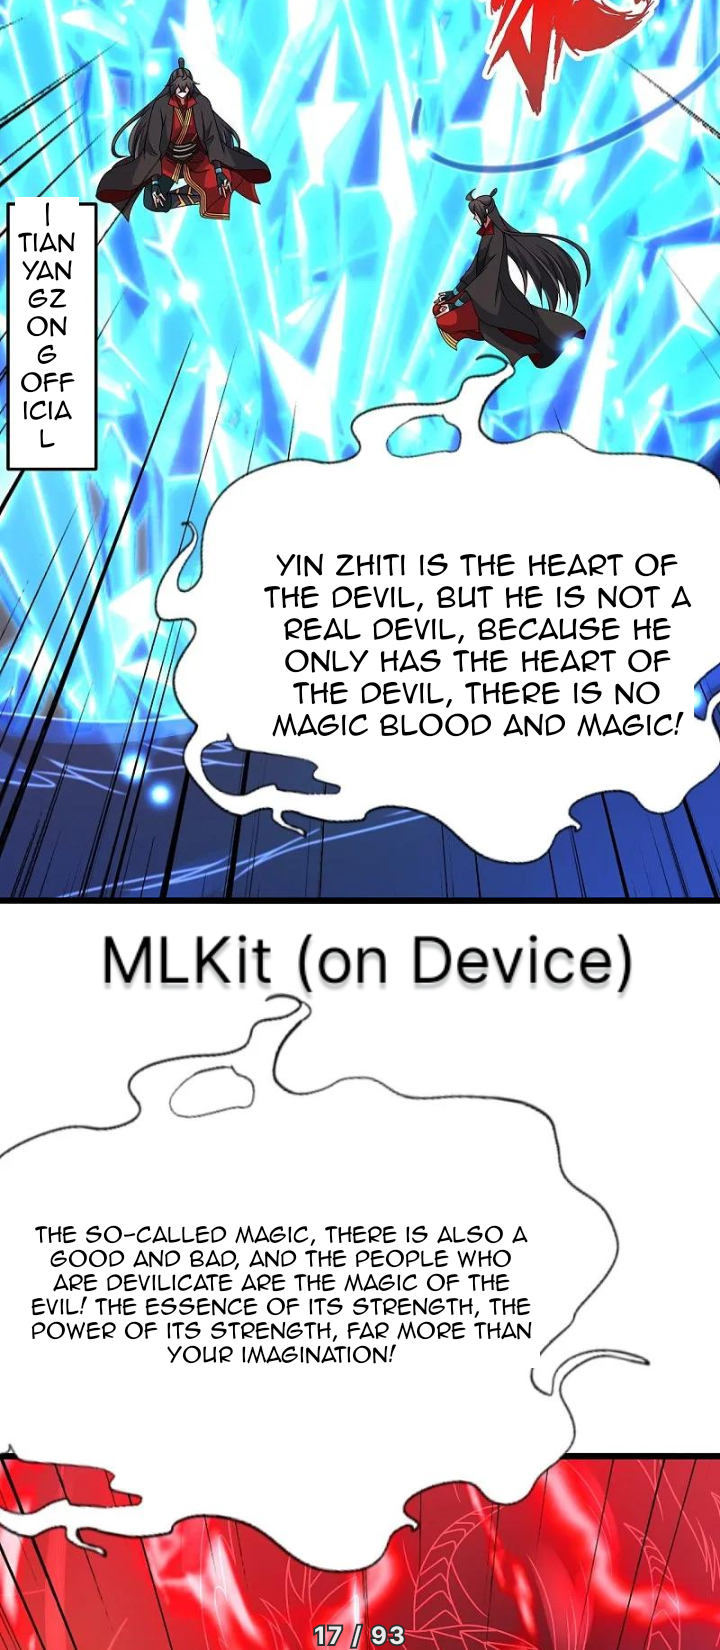 I
TIAN
YAN
GZ
ON
G
OFF
ICIA
L
YIN ZHITI IS THE HEART OF
THE DEVIL, BUT HE IS NOT A
REAL DEVIL, BECAUSE HE
ONLY HAS THE HEART OF
THE DEVIL, THERE IS NO
MAGIC BLOOD AND MAGIC!
MLKit (on Device)
THE SO-CALLED MAGIC, THERE IS ALSO A
GOOD AND BAD, AND THE PEOPLE WHO
ARE DEVILICATE ARE THE MAGIC OF THE
EVIL! THE ESSENCE OF ITS STRENGTH, THE
POWER OF ITS STRENGTH, FAR MORE THAN
YOUR IMAGINATION!
17 / 93